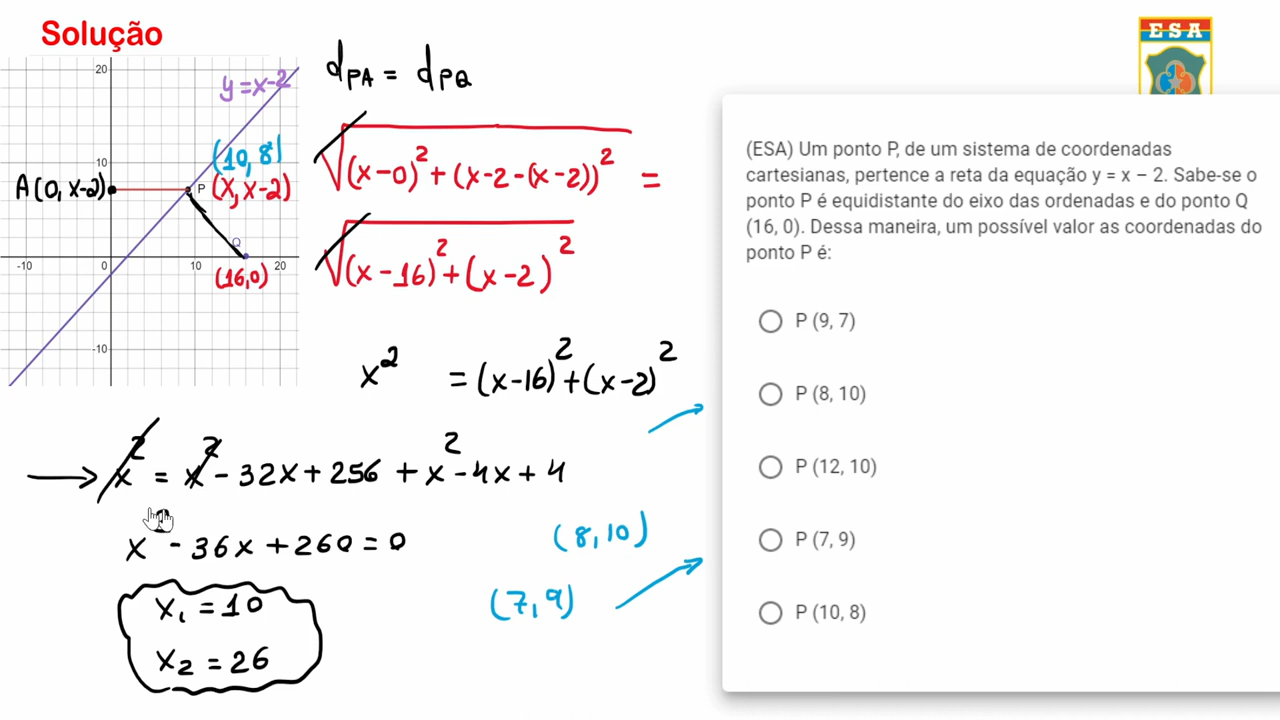 Solução
ESA
d_PA = d_PQ
y = x-2
20
(10, 8)
10
A(0, x-2)
P
(x, x-2)
√(x-0)² + (x-2-(x-2))² =
Q
-10 0 10 20
(16,0)
√(x-16)² + (x-2)²
-10
x² = (x-16)² + (x-2)²
x² = x² - 32x + 256 + x² - 4x + 4
x² - 36x + 260 = 0
(8, 10)
(7, 9)
x₁ = 10
x₂ = 26
(ESA) Um ponto P, de um sistema de coordenadas
cartesianas, pertence a reta da equação y = x – 2. Sabe-se o
ponto P é equidistante do eixo das ordenadas e do ponto Q
(16, 0). Dessa maneira, um possível valor as coordenadas do
ponto P é:
P (9, 7)
P (8, 10)
P (12, 10)
P (7, 9)
P (10, 8)